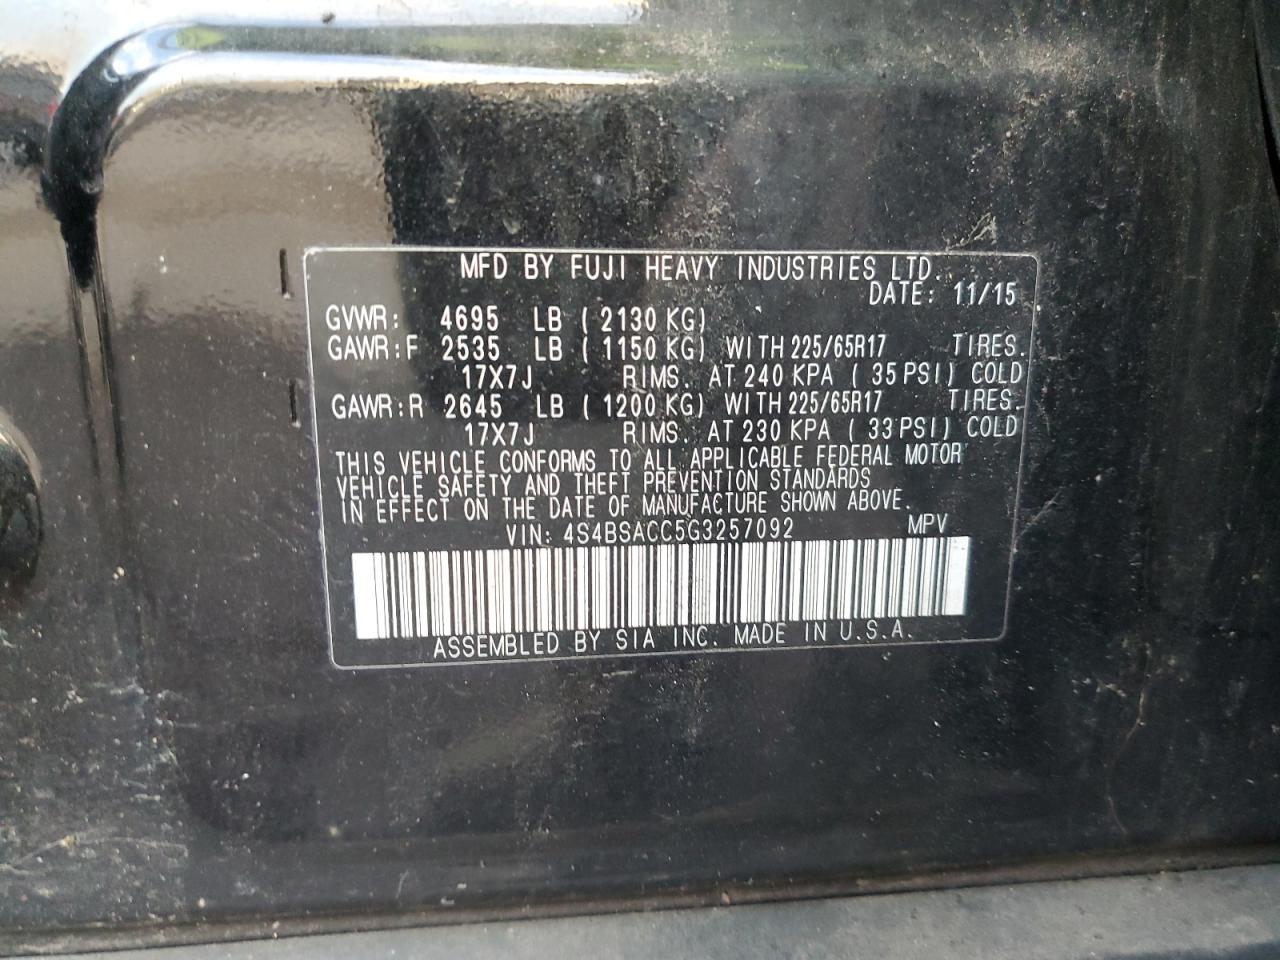 MFD BY FUJI HEAVY INDUSTRIES LTD.
DATE: 11/15
GVWR: 4695 LB ( 2130 KG)
GAWR:F 2535 LB ( 1150 KG) WITH 225/65R17 TIRES.
17X7J RIMS. AT 240 KPA ( 35 PSI) COLD
GAWR:R 2645 LB ( 1200 KG) WITH 225/65R17 TIRES.
17X7J RIMS. AT 230 KPA ( 33 PSI) COLD
THIS VEHICLE CONFORMS TO ALL APPLICABLE FEDERAL MOTOR
VEHICLE SAFETY AND THEFT PREVENTION STANDARDS
IN EFFECT ON THE DATE OF MANUFACTURE SHOWN ABOVE.
VIN: 4S4BSACC5G3257092 MPV
ASSEMBLED BY SIA INC. MADE IN U.S.A.